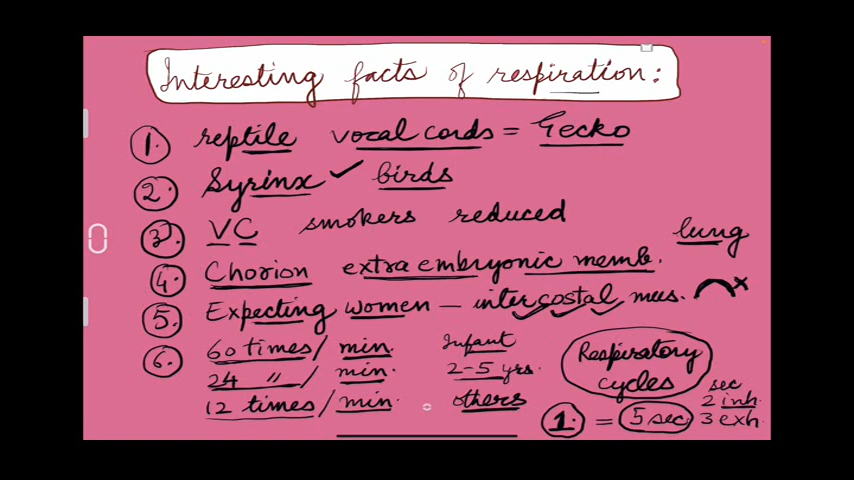 Interesting facts of respiration:
1. reptile vocal cords = Gecko
2. Syrinx ✓ birds
3. VC smokers reduced
lung
4. Chorion extra embryonic memb.
5. Expecting women — intercostal mus. x
6. 60 times/min Infant
24 "/min. 2-5 yrs.
12 times/min. others
Respiratory
cycles
1. = 5 sec
sec
2 inh.
3 exh.